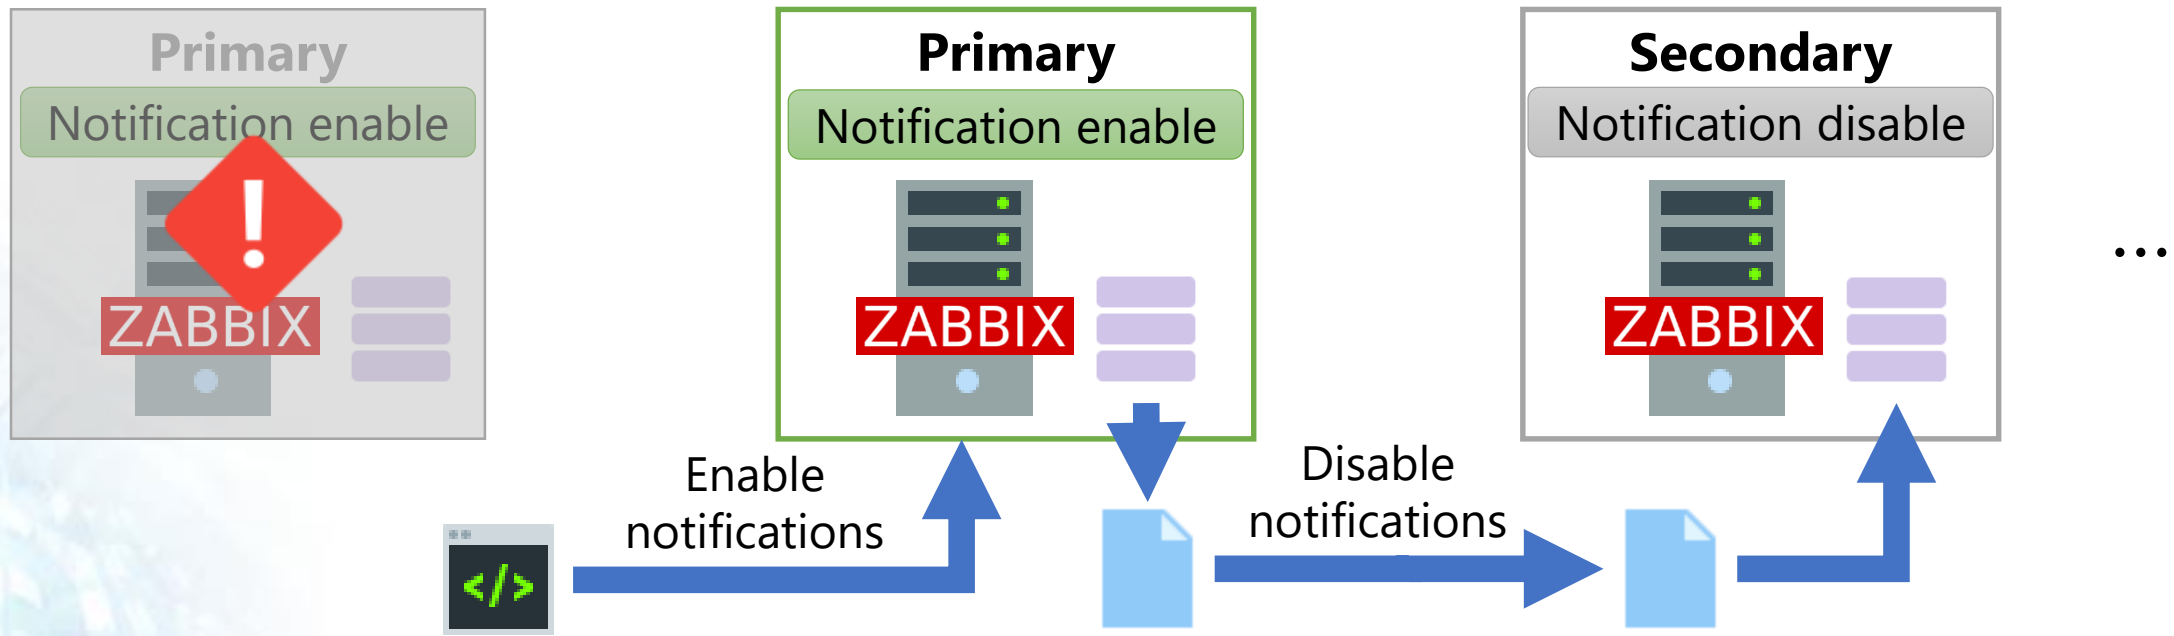 Primary
Notification enable
ZABBIX
Primary
Notification enable
ZABBIX
Secondary
Notification disable
ZABBIX
...
Enable
notifications
Disable
notifications
</>